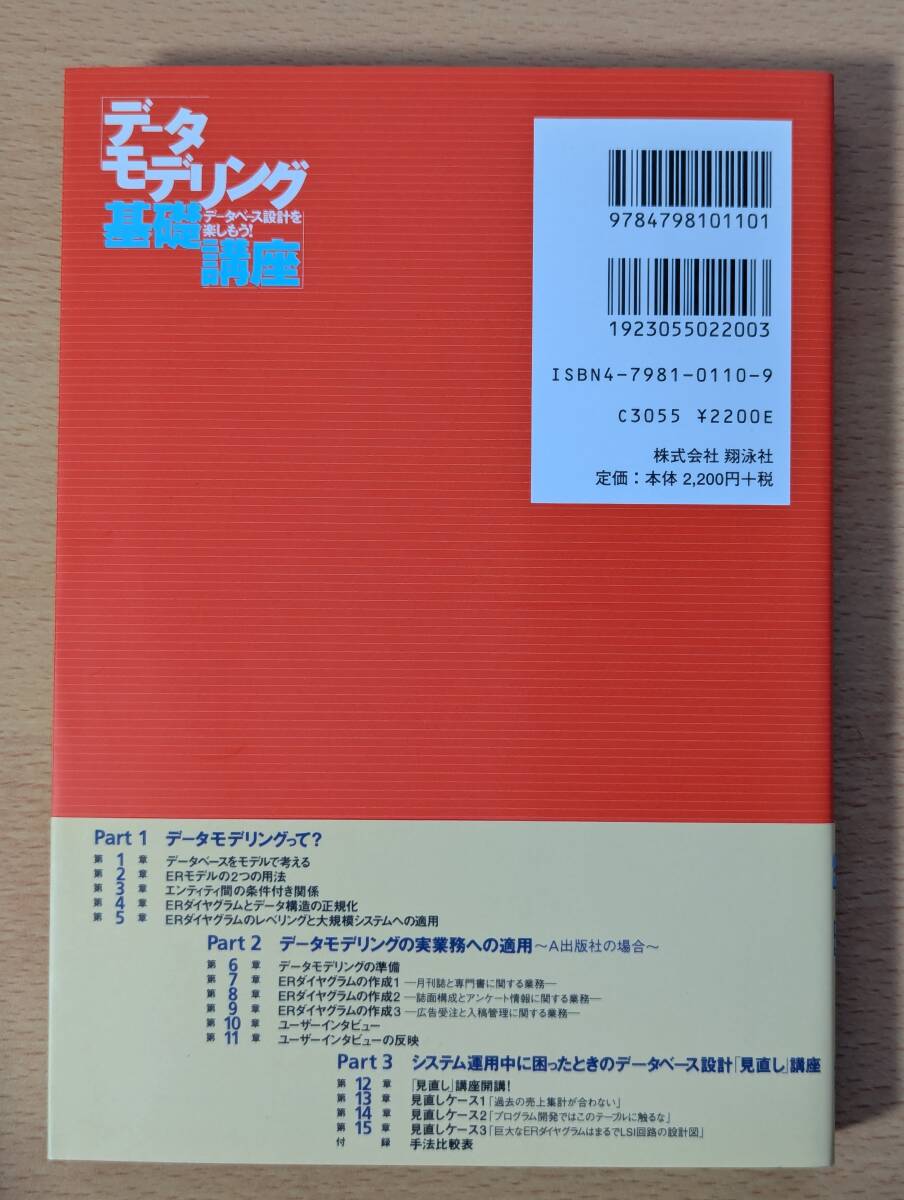 「データ
モデリング
基礎
データベース設計を
楽しもう!
講座」
9784798101101
1923055022003
ISBN4-7981-0110-9
C3055 ¥2200E
株式会社 翔泳社
定価：本体 2,200円+税
Part 1 データモデリングって?
第 1 章 データベースをモデルで考える
第 2 章 ERモデルの2つの用法
第 3 章 エンティティ間の条件付き関係
第 4 章 ERダイヤグラムとデータ構造の正規化
第 5 章 ERダイヤグラムのレベリングと大規模システムへの適用
Part 2 データモデリングの実業務への適用～A出版社の場合～
第 6 章 データモデリングの準備
第 7 章 ERダイヤグラムの作成1 —月刊誌と専門書に関する業務—
第 8 章 ERダイヤグラムの作成2 —誌面構成とアンケート情報に関する業務—
第 9 章 ERダイヤグラムの作成3 —広告受注と入稿管理に関する業務—
第 10 章 ユーザーインタビュー
第 11 章 ユーザーインタビューの反映
Part 3 システム運用中に困ったときのデータベース設計「見直し」講座
第 12 章 「見直し」講座開講!
第 13 章 見直しケース1「過去の売上集計が合わない」
第 14 章 見直しケース2「プログラム開発ではこのテーブルに触るな」
第 15 章 見直しケース3「巨大なERダイヤグラムはまるでLSI回路の設計図」
付 録 手法比較表